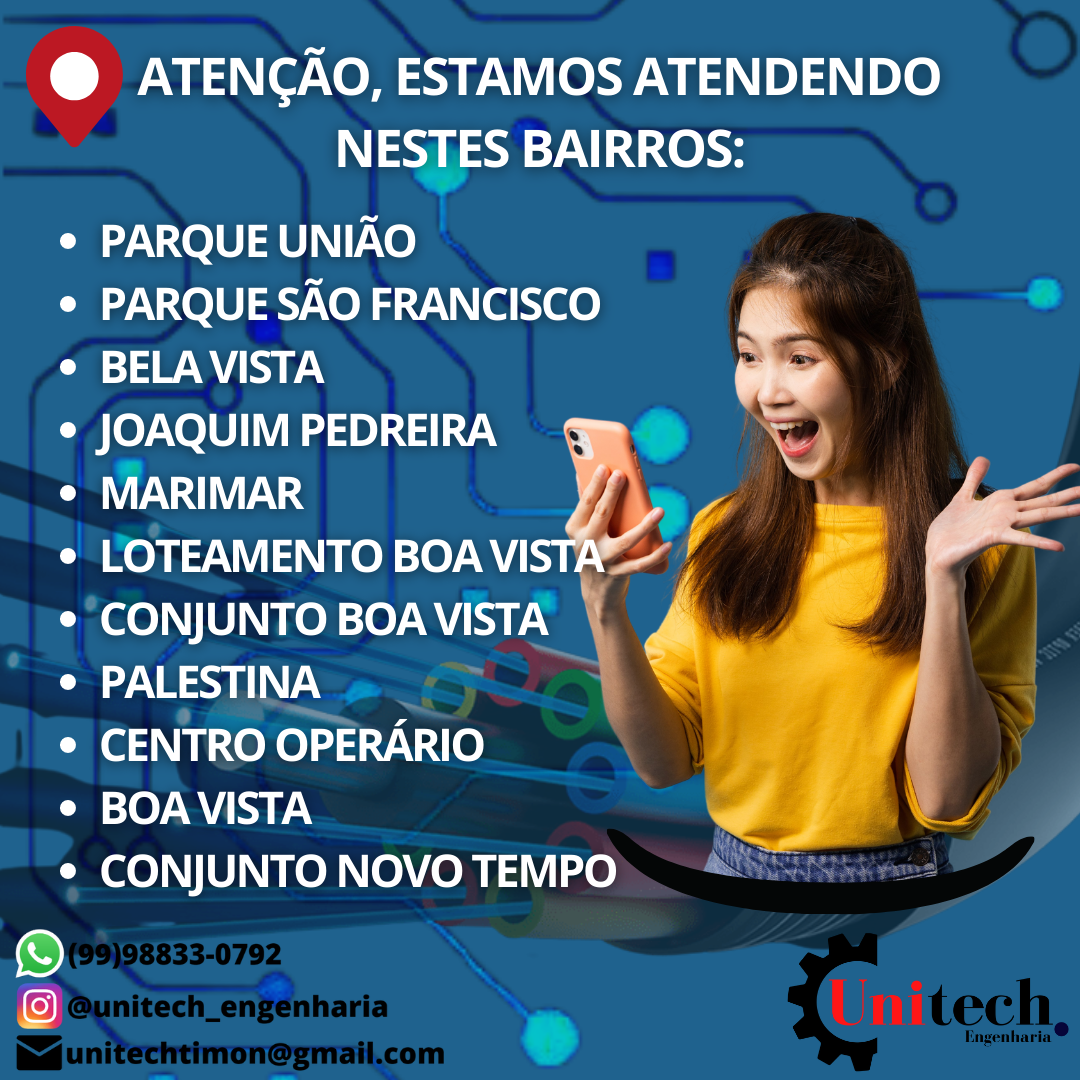 ATENÇÃO, ESTAMOS ATENDENDO
NESTES BAIRROS:
PARQUE UNIÃO
PARQUE SÃO FRANCISCO
BELA VISTA
JOAQUIM PEDREIRA
MARIMAR
LOTEAMENTO BOA VISTA
CONJUNTO BOA VISTA
PALESTINA
CENTRO OPERÁRIO
BOA VISTA
CONJUNTO NOVO TEMPO
(99)98833-0792
@unitech_engenharia
unitechtimon@gmail.com
Unitech
Engenharia